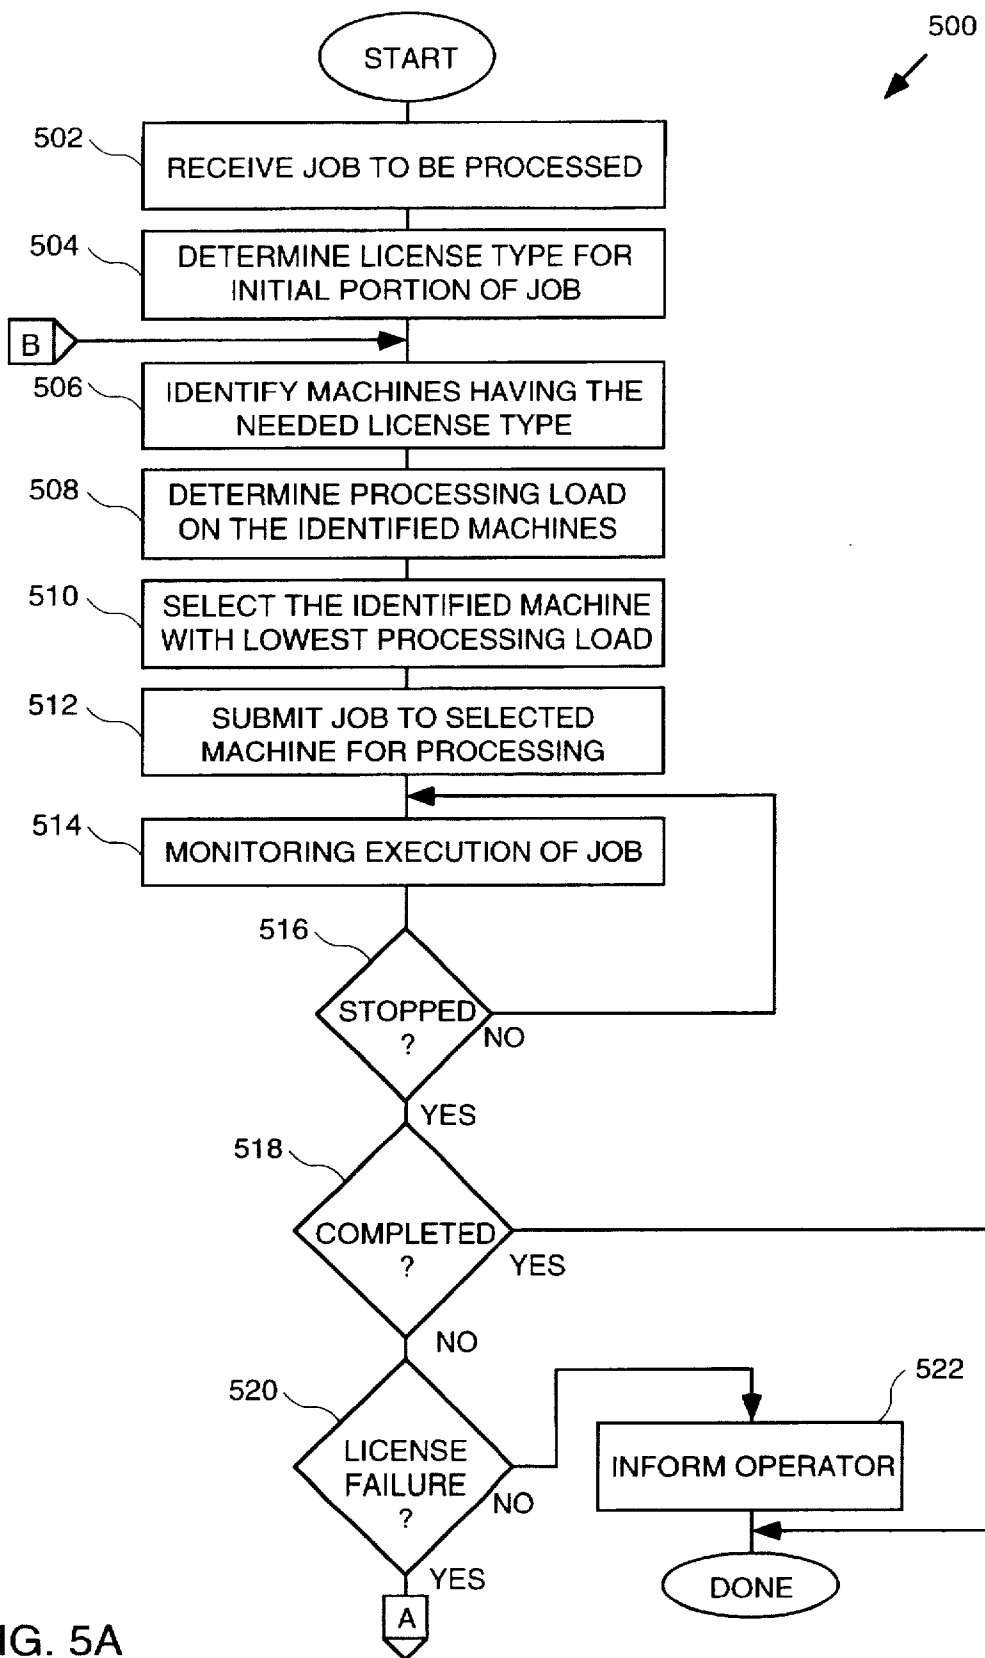 START
500
502
RECEIVE JOB TO BE PROCESSED
504
DETERMINE LICENSE TYPE FOR
INITIAL PORTION OF JOB
B
506
IDENTIFY MACHINES HAVING THE
NEEDED LICENSE TYPE
508
DETERMINE PROCESSING LOAD
ON THE IDENTIFIED MACHINES
510
SELECT THE IDENTIFIED MACHINE
WITH LOWEST PROCESSING LOAD
512
SUBMIT JOB TO SELECTED
MACHINE FOR PROCESSING
514
MONITORING EXECUTION OF JOB
516
STOPPED
?
NO
YES
518
COMPLETED
?
YES
NO
520
LICENSE
FAILURE
?
NO
YES
522
INFORM OPERATOR
DONE
A
IG. 5A